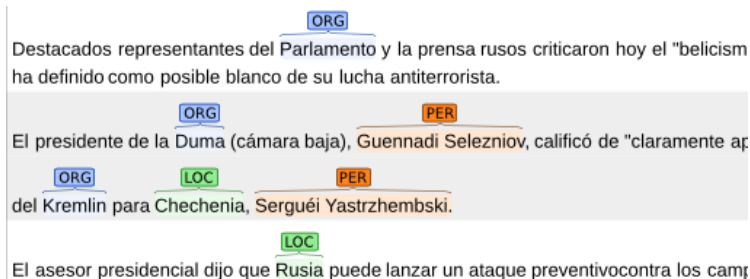 ORG
Destacados representantes del Parlamento y la prensa rusos criticaron hoy el "belicism
ha definido como posible blanco de su lucha antiterrorista.
ORG PER
El presidente de la Duma (cámara baja), Guennadi Selezniov, calificó de "claramente ap
ORG LOC PER
del Kremlin para Chechenia, Serguéi Yastrzhembski.
LOC
El asesor presidencial dijo que Rusia puede lanzar un ataque preventivocontra los camp